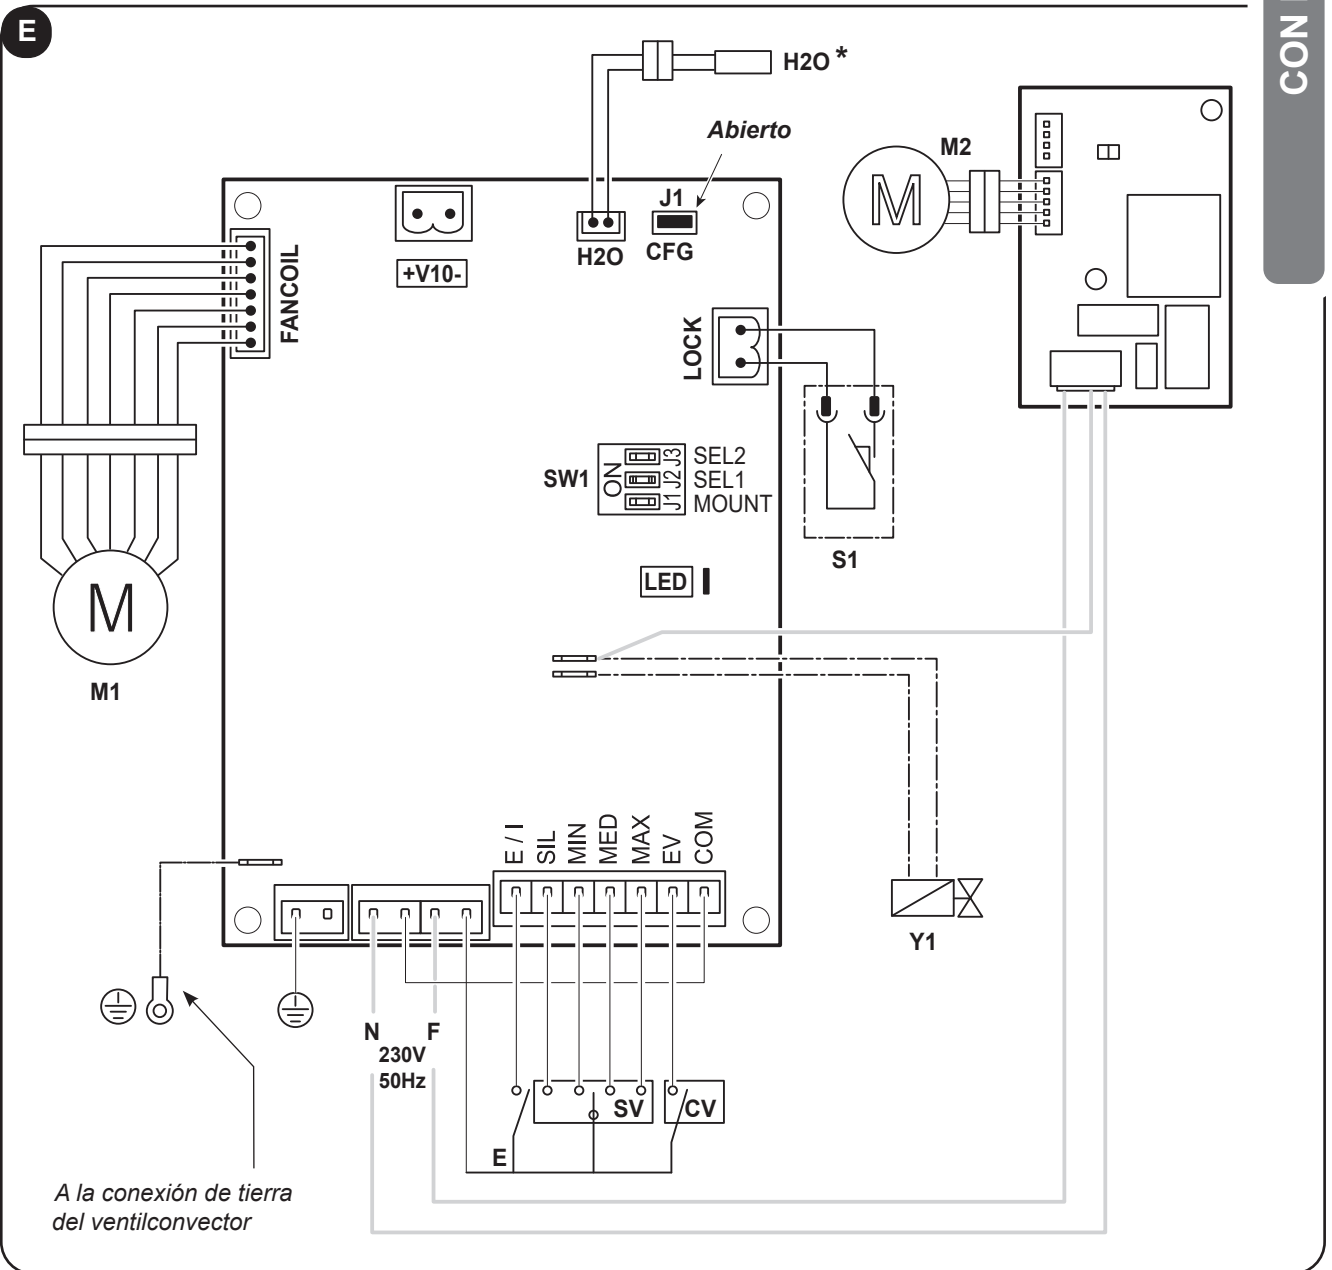 E
CON
H2O *
Abierto
M2
M
J1
H2O
CFG
+V10-
FANCOIL
LOCK
SW1
ON
J3
J2
J1
SEL2
SEL1
MOUNT
S1
LED
M
M1
E / I
SIL
MIN
MED
MAX
EV
COM
Y1
N
F
230V
50Hz
SV
CV
E
A la conexión de tierra
del ventilconvector